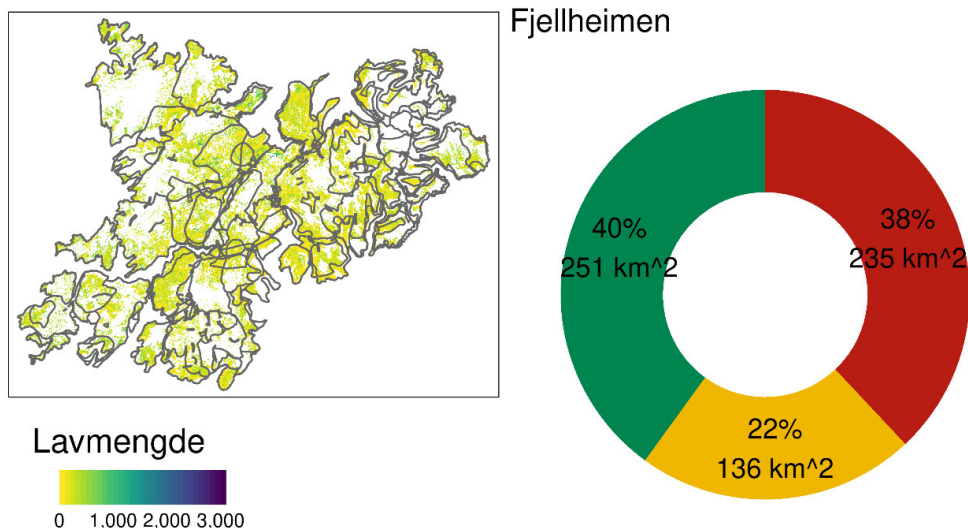 Fjellheimen
40%
251 km^2
38%
235 km^2
22%
136 km^2
Lavmengde
0 1,000 2,000 3,000